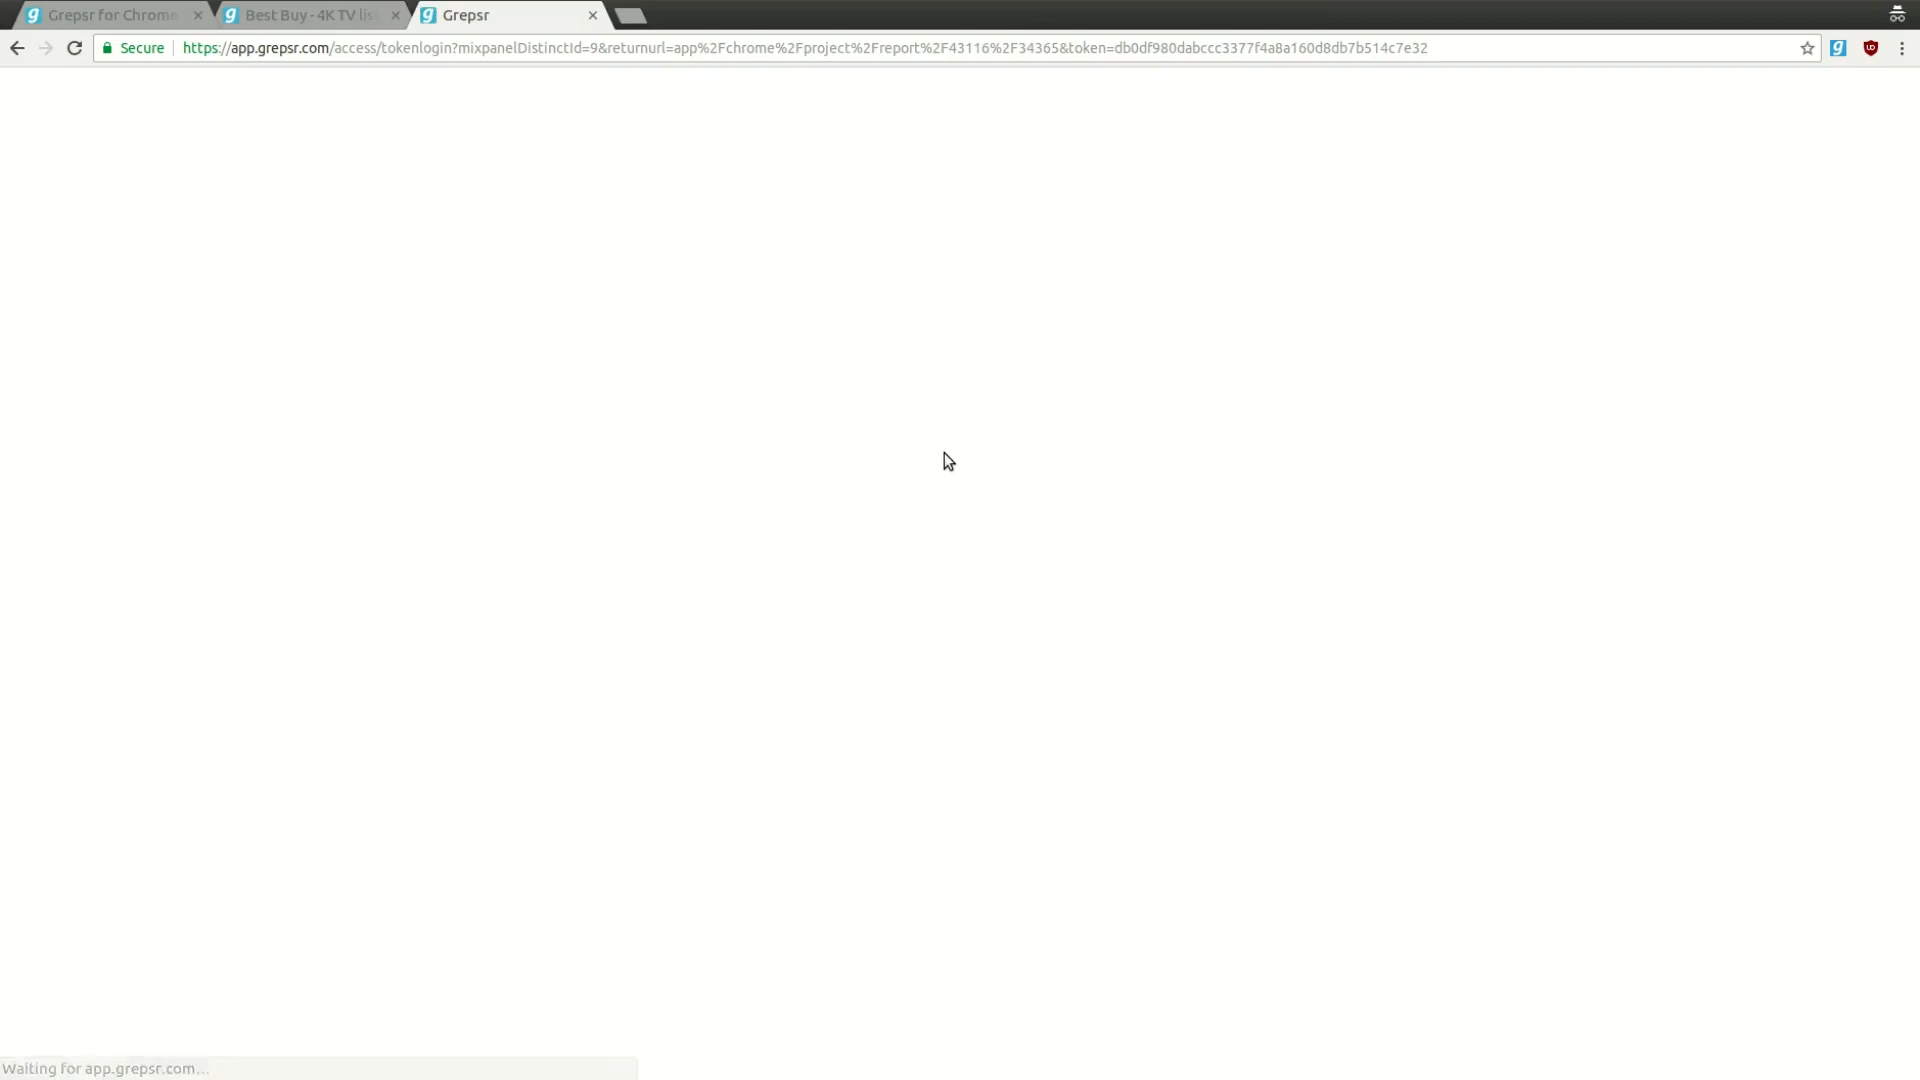 Grepsr for Chrome
Best Buy - 4K TV lis
Grepsr
Secure
https://app.grepsr.com/access/tokenlogin?mixpanelDistinctId=9&returnurl=app%2Fchrome%2Fproject%2Freport%2F43116%2F34365&token=db0df980dabccc3377f4a8a160d8db7b514c7e32
Waiting for app.grepsr.com...